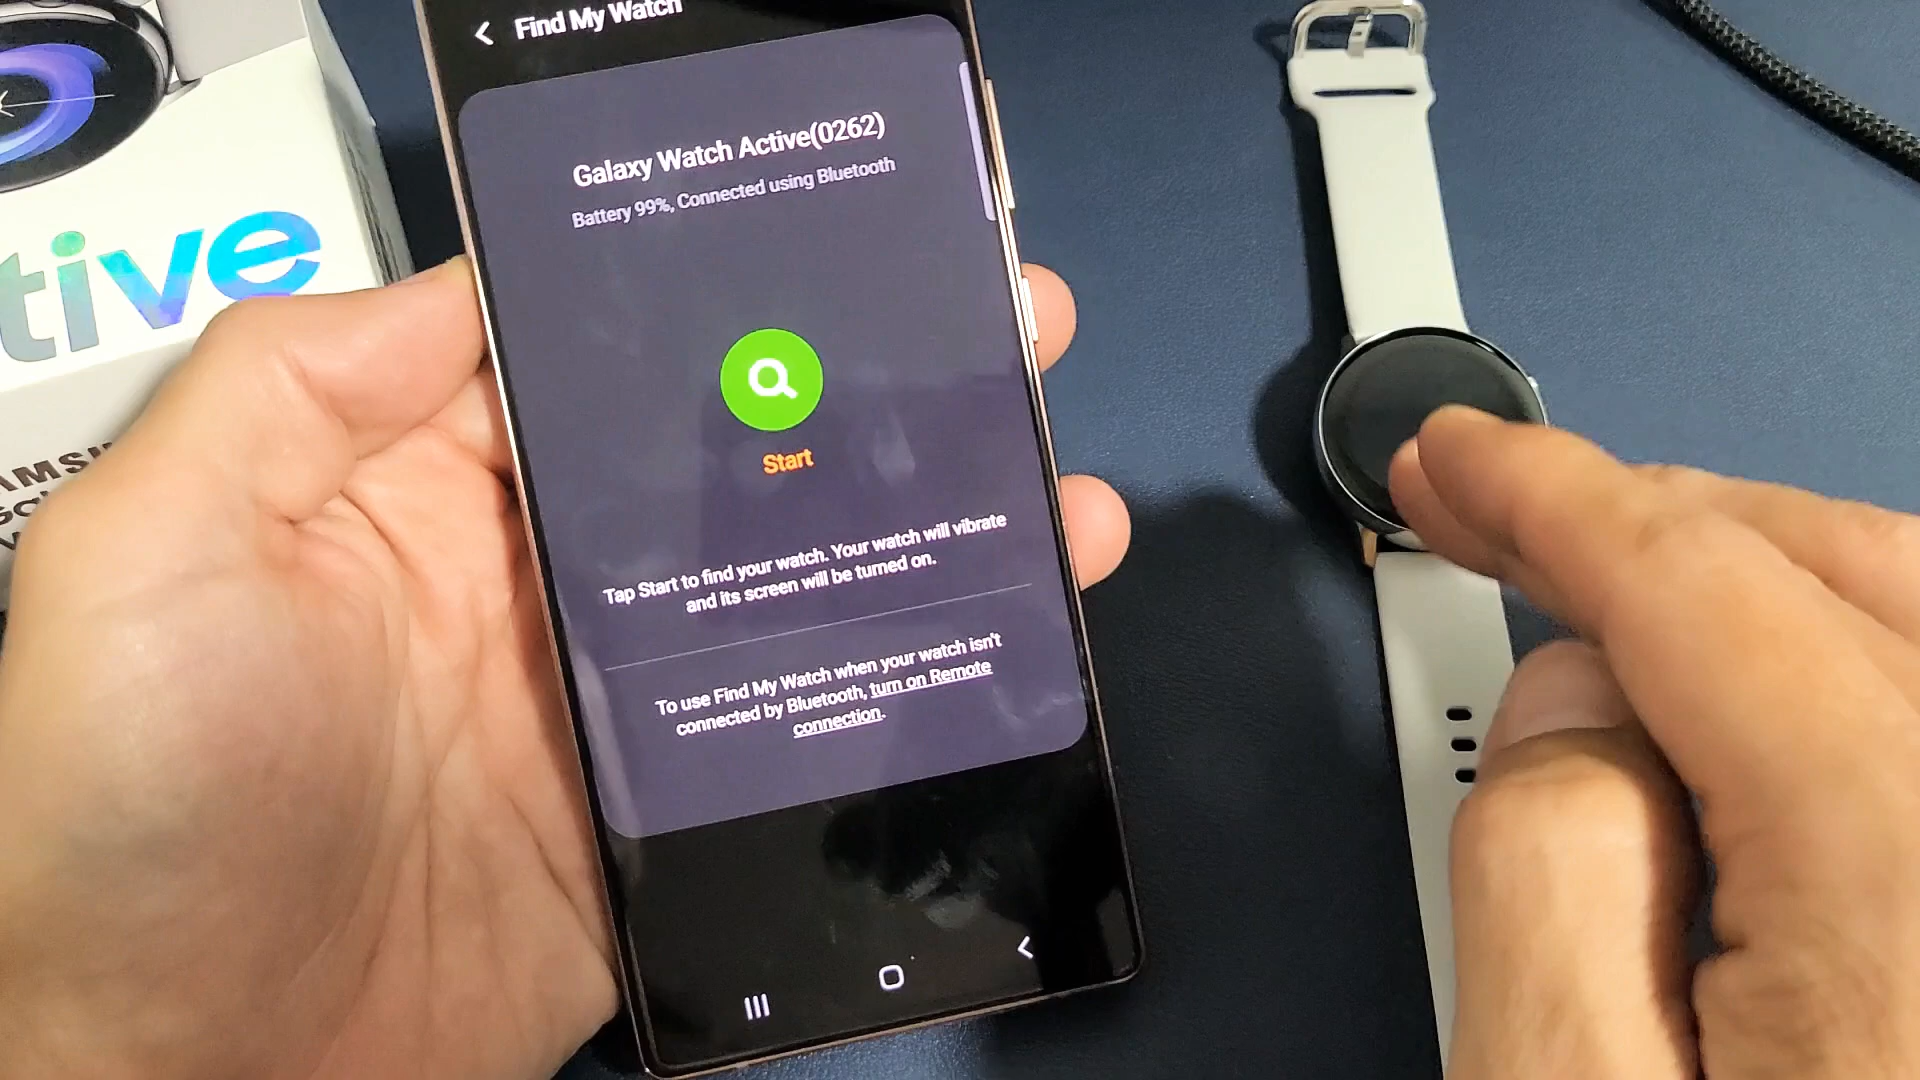 Find My Watch
Galaxy Watch Active(0262)
Battery 99%, Connected using Bluetooth
Start
Tap Start to find your watch. Your watch will vibrate
and its screen will be turned on.
To use Find My Watch when your watch isn't
connected by Bluetooth, turn on Remote
connection.
tive
AMSU